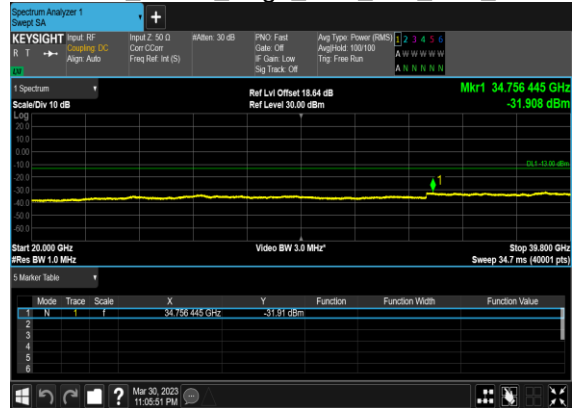 Spectrum Analyzer 1
Swept SA
KEYSIGHT Input: RF Input Z: 50 Ω #Atten: 30 dB PNO: Fast Avg Type: Power (RMS) 1 2 3 4 5 6
R T Coupling: DC Corr CCorr Gate: Off Avg|Hold: 100/100 A W W W W W
Align: Auto Freq Ref: Int (S) IF Gain: Low Trig: Free Run
Sig Track: Off A N N N N N
1 Spectrum Ref Lvl Offset 18.64 dB Mkr1 34.756 445 GHz
Scale/Div 10 dB Ref Level 30.00 dBm -31.908 dBm
Log
20.0
10.0
0.00
-10.0 DL1 -13.00 dBm
-20.0 1
-30.0
-40.0
-50.0
-60.0
Start 20.000 GHz Video BW 3.0 MHz* Stop 39.800 GHz
#Res BW 1.0 MHz Sweep 34.7 ms (40001 pts)
5 Marker Table
Mode Trace Scale X Y Function Function Width Function Value
1 N 1 f 34.756 445 GHz -31.91 dBm
2
3
4
5
6
Mar 30, 2023
11:05:51 PM